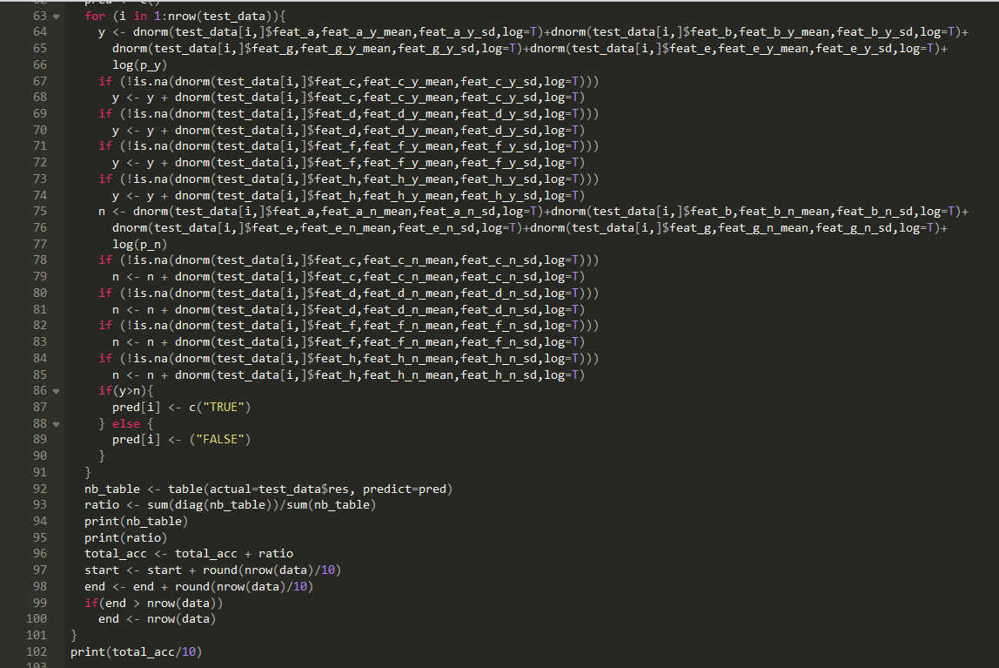 63 for (i in 1:nrow(test_data)){
64 y <- dnorm(test_data[i,]$feat_a,feat_a_y_mean,feat_a_y_sd,log=T)+dnorm(test_data[i,]$feat_b,feat_b_y_mean,feat_b_y_sd,log=T)+
65 dnorm(test_data[i,]$feat_g,feat_g_y_mean,feat_g_y_sd,log=T)+dnorm(test_data[i,]$feat_e,feat_e_y_mean,feat_e_y_sd,log=T)+
66 log(p_y)
67 if (!is.na(dnorm(test_data[i,]$feat_c,feat_c_y_mean,feat_c_y_sd,log=T)))
68 y <- y + dnorm(test_data[i,]$feat_c,feat_c_y_mean,feat_c_y_sd,log=T)
69 if (!is.na(dnorm(test_data[i,]$feat_d,feat_d_y_mean,feat_d_y_sd,log=T)))
70 y <- y + dnorm(test_data[i,]$feat_d,feat_d_y_mean,feat_d_y_sd,log=T)
71 if (!is.na(dnorm(test_data[i,]$feat_f,feat_f_y_mean,feat_f_y_sd,log=T)))
72 y <- y + dnorm(test_data[i,]$feat_f,feat_f_y_mean,feat_f_y_sd,log=T)
73 if (!is.na(dnorm(test_data[i,]$feat_h,feat_h_y_mean,feat_h_y_sd,log=T)))
74 y <- y + dnorm(test_data[i,]$feat_h,feat_h_y_mean,feat_h_y_sd,log=T)
75 n <- dnorm(test_data[i,]$feat_a,feat_a_n_mean,feat_a_n_sd,log=T)+dnorm(test_data[i,]$feat_b,feat_b_n_mean,feat_b_n_sd,log=T)+
76 dnorm(test_data[i,]$feat_e,feat_e_n_mean,feat_e_n_sd,log=T)+dnorm(test_data[i,]$feat_g,feat_g_n_mean,feat_g_n_sd,log=T)+
77 log(p_n)
78 if (!is.na(dnorm(test_data[i,]$feat_c,feat_c_n_mean,feat_c_n_sd,log=T)))
79 n <- n + dnorm(test_data[i,]$feat_c,feat_c_n_mean,feat_c_n_sd,log=T)
80 if (!is.na(dnorm(test_data[i,]$feat_d,feat_d_n_mean,feat_d_n_sd,log=T)))
81 n <- n + dnorm(test_data[i,]$feat_d,feat_d_n_mean,feat_d_n_sd,log=T)
82 if (!is.na(dnorm(test_data[i,]$feat_f,feat_f_n_mean,feat_f_n_sd,log=T)))
83 n <- n + dnorm(test_data[i,]$feat_f,feat_f_n_mean,feat_f_n_sd,log=T)
84 if (!is.na(dnorm(test_data[i,]$feat_h,feat_h_n_mean,feat_h_n_sd,log=T)))
85 n <- n + dnorm(test_data[i,]$feat_h,feat_h_n_mean,feat_h_n_sd,log=T)
86 if(y>n){
87 pred[i] <- c("TRUE")
88 } else {
89 pred[i] <- ("FALSE")
90 }
91 }
92 nb_table <- table(actual=test_data$res, predict=pred)
93 ratio <- sum(diag(nb_table))/sum(nb_table)
94 print(nb_table)
95 print(ratio)
96 total_acc <- total_acc + ratio
97 start <- start + round(nrow(data)/10)
98 end <- end + round(nrow(data)/10)
99 if(end > nrow(data))
100 end <- nrow(data)
101 }
102 print(total_acc/10)